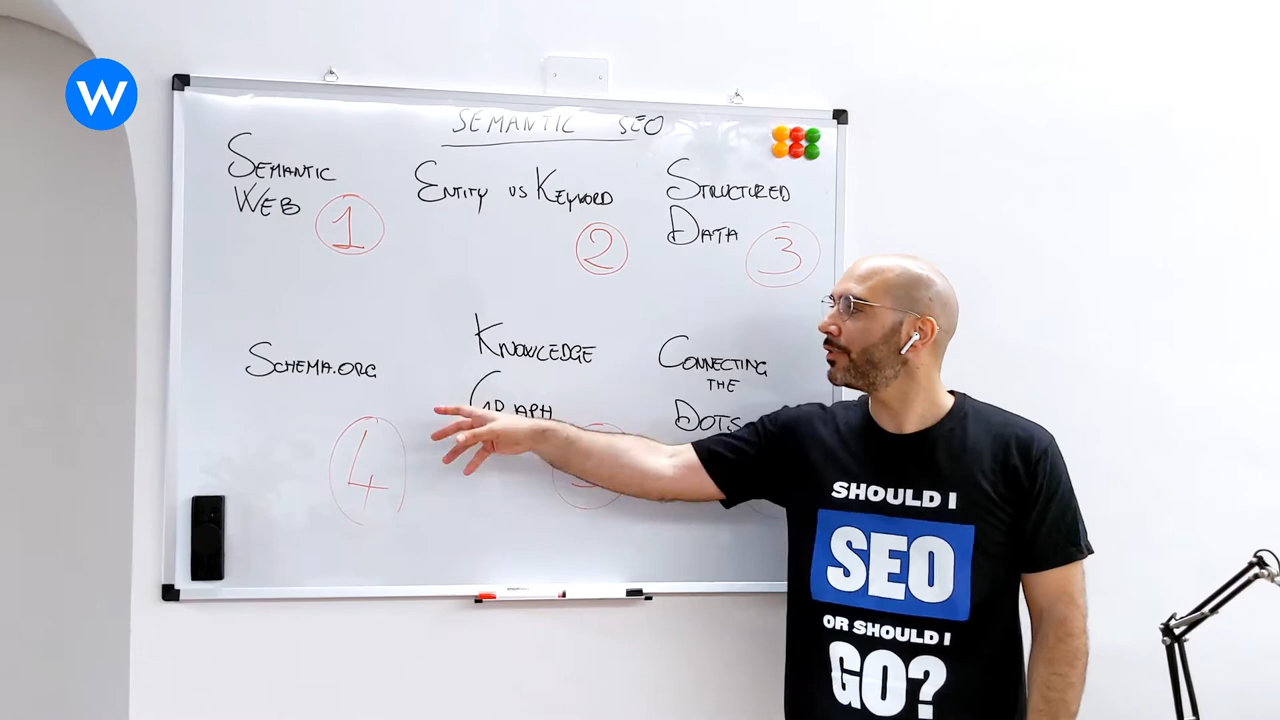 W
SEMANTIC SEO
SEMANTIC
WEB
1
ENTITY vs KEYWORD
2
STRUCTURED
DATA
3
SCHEMA.ORG
4
KNOWLEDGE
GRAPH
CONNECTING
THE
DOTS
SHOULD I
SEO
OR SHOULD I
GO?